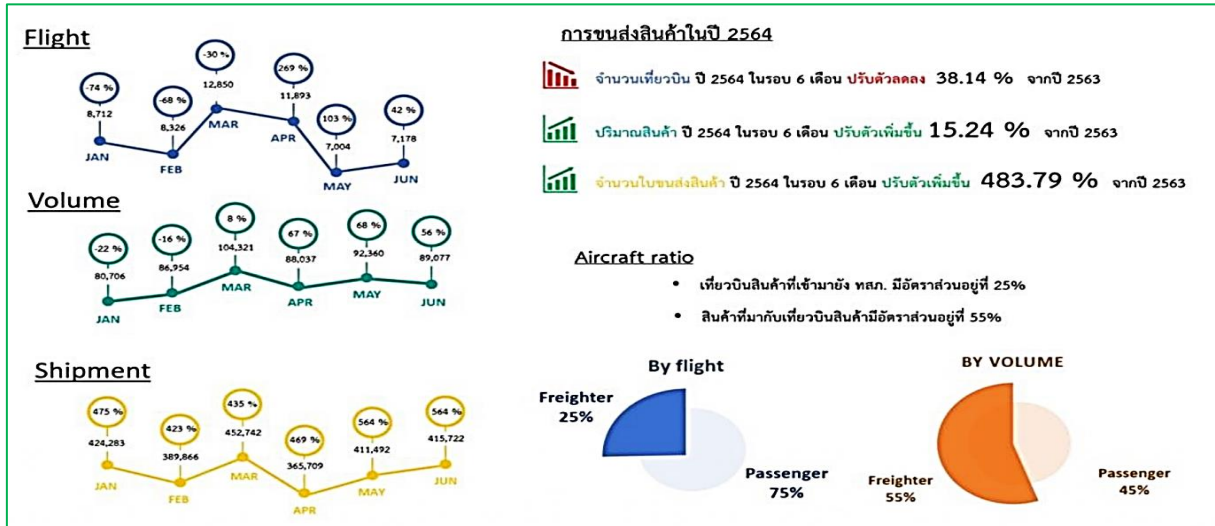 Flight
-74 %
8,712
JAN
-68 %
8,326
FEB
-30 %
12,850
MAR
269 %
11,893
APR
103 %
7,004
MAY
42 %
7,178
JUN
Volume
-22 %
80,706
JAN
-16 %
86,954
FEB
8 %
104,321
MAR
67 %
88,037
APR
68 %
92,360
MAY
56 %
89,077
JUN
Shipment
475 %
424,283
JAN
423 %
389,866
FEB
435 %
452,742
MAR
469 %
365,709
APR
564 %
411,492
MAY
564 %
415,722
JUN
การขนส่งสินค้าในปี 2564
จำนวนเที่ยวบิน ปี 2564 ในรอบ 6 เดือน ปรับตัวลดลง 38.14 % จากปี 2563
ปริมาณสินค้า ปี 2564 ในรอบ 6 เดือน ปรับตัวเพิ่มขึ้น 15.24 % จากปี 2563
จำนวนใบขนส่งสินค้า ปี 2564 ในรอบ 6 เดือน ปรับตัวเพิ่มขึ้น 483.79 % จากปี 2563
Aircraft ratio
• เที่ยวบินสินค้าที่เข้ามายัง ทสภ. มีอัตราส่วนอยู่ที่ 25%
• สินค้าที่มากับเที่ยวบินสินค้ามีอัตราส่วนอยู่ที่ 55%
By flight
Freighter
25%
Passenger
75%
BY VOLUME
Freighter
55%
Passenger
45%